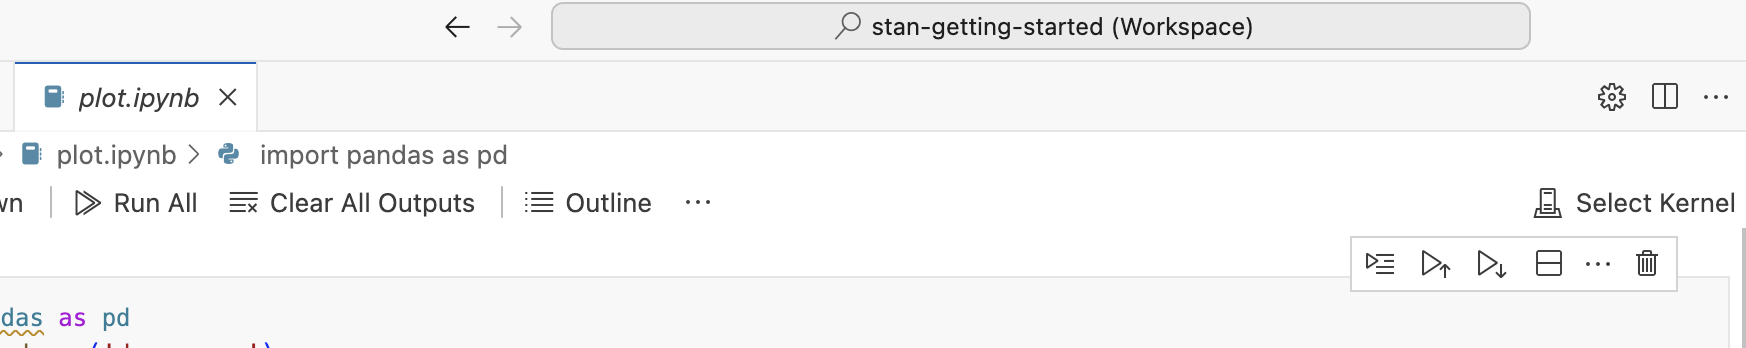 stan-getting-started (Workspace)
plot.ipynb
plot.ipynb > import pandas as pd
wn Run All Clear All Outputs Outline ... Select Kernel
das as pd